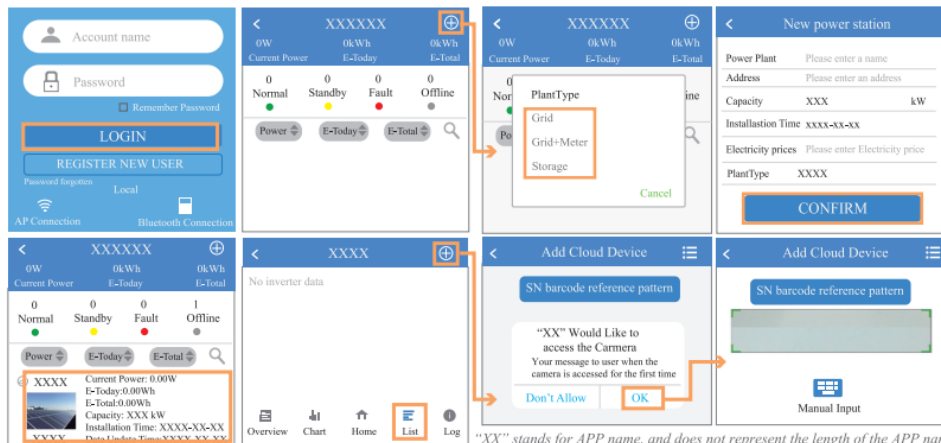 Account name
Password
Remember Password
LOGIN
REGISTER NEW USER
Password forgotten
Local
AP Connection Bluetooth Connection
XXXXXX
0W 0kWh 0kWh
Current Power E-Today E-Total
0 0 0 0
Normal Standby Fault Offline
Power E-Today E-Total
XXXXXX
0W 0kWh 0kWh
Current Power E-Today E-Total
PlantType
Grid
Grid+Meter
Storage
Cancel
New power station
Power Plant Please enter a name
Address Please enter an address
Capacity XXX kW
Installastion Time xxxx-xx-xx
Electricity prices Please enter Electricity price
PlantType XXXX
CONFIRM
XXXXXX
0W 0kWh 0kWh
Current Power E-Today E-Total
0 0 0 1
Normal Standby Fault Offline
Power E-Today E-Total
XXXX Current Power: 0.00W
E-Today:0.00Wh
E-Total:0.00Wh
Capacity: XXX kW
Installation Time: XXXX-XX-XX
XXXX Data Update Time:XXXX-XX-XX
XXXX
No inverter data
Overview Chart Home List Log
Add Cloud Device
SN barcode reference pattern
“XX” Would Like to
access the Carmera
Your message to user when the
camera is accessed for the first time
Don't Allow OK
Add Cloud Device
SN barcode reference pattern
Manual Input
“XX” stands for APP name, and does not represent the length of the APP